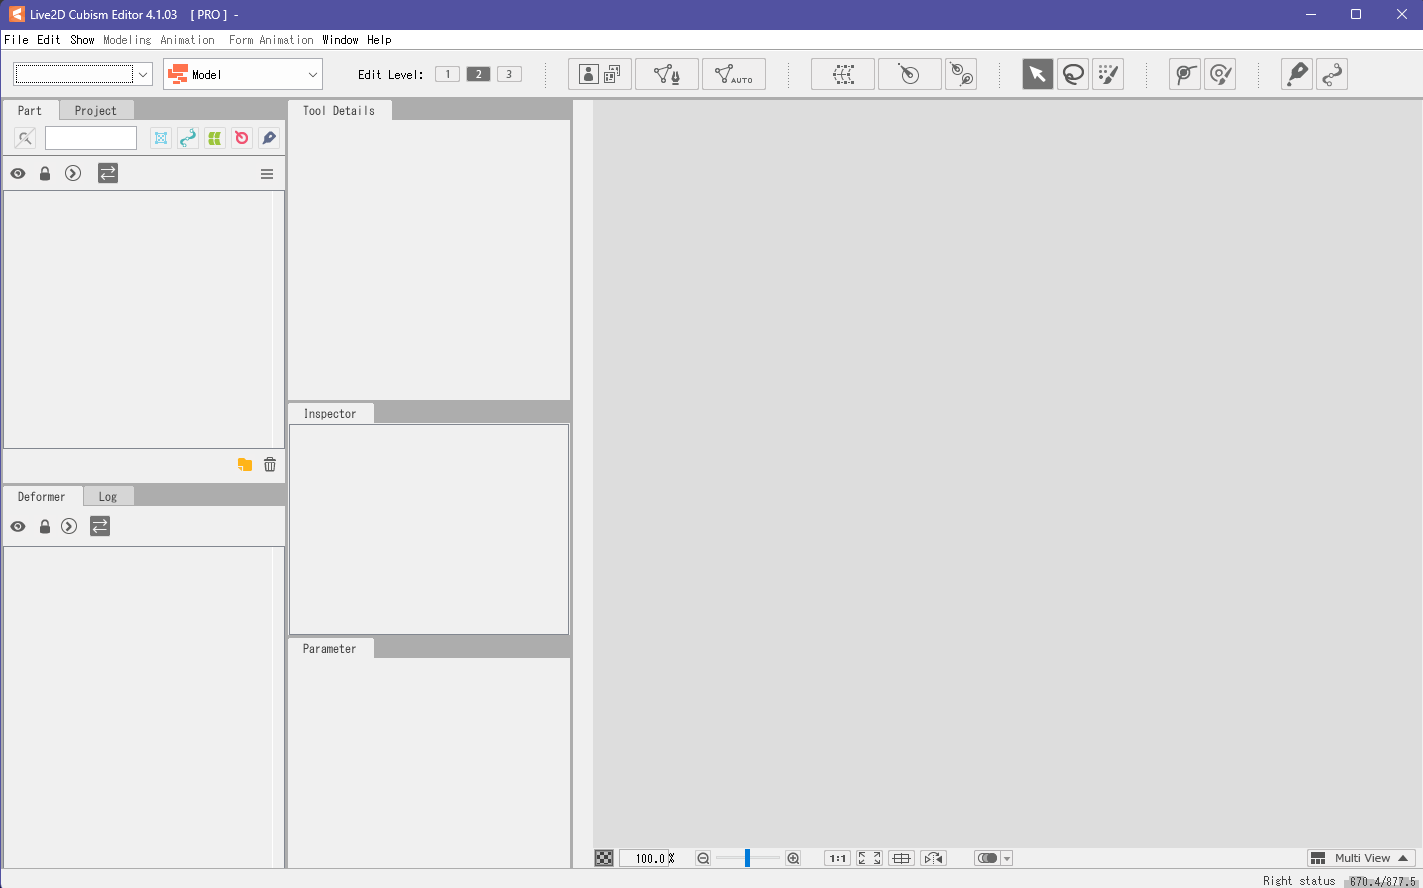 Live2D Cubism Editor 4.1.03 [ PRO ] -
File Edit Show Modeling Animation Form Animation Window Help
Model Edit Level: 1 2 3 AUTO
Part Project Tool Details
Inspector
Deformer Log
Parameter
100.0% 1:1 Multi View
Right status 670.4/877.5